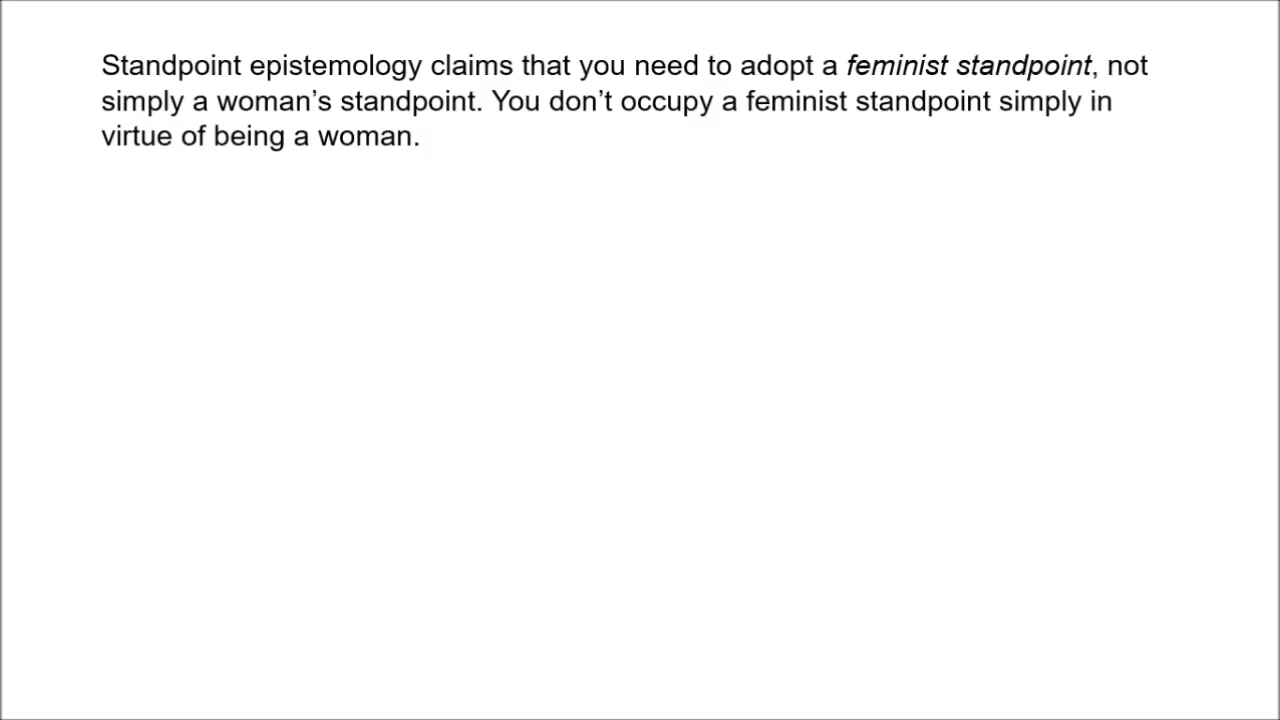 Standpoint epistemology claims that you need to adopt a feminist standpoint, not
simply a woman’s standpoint. You don’t occupy a feminist standpoint simply in
virtue of being a woman.